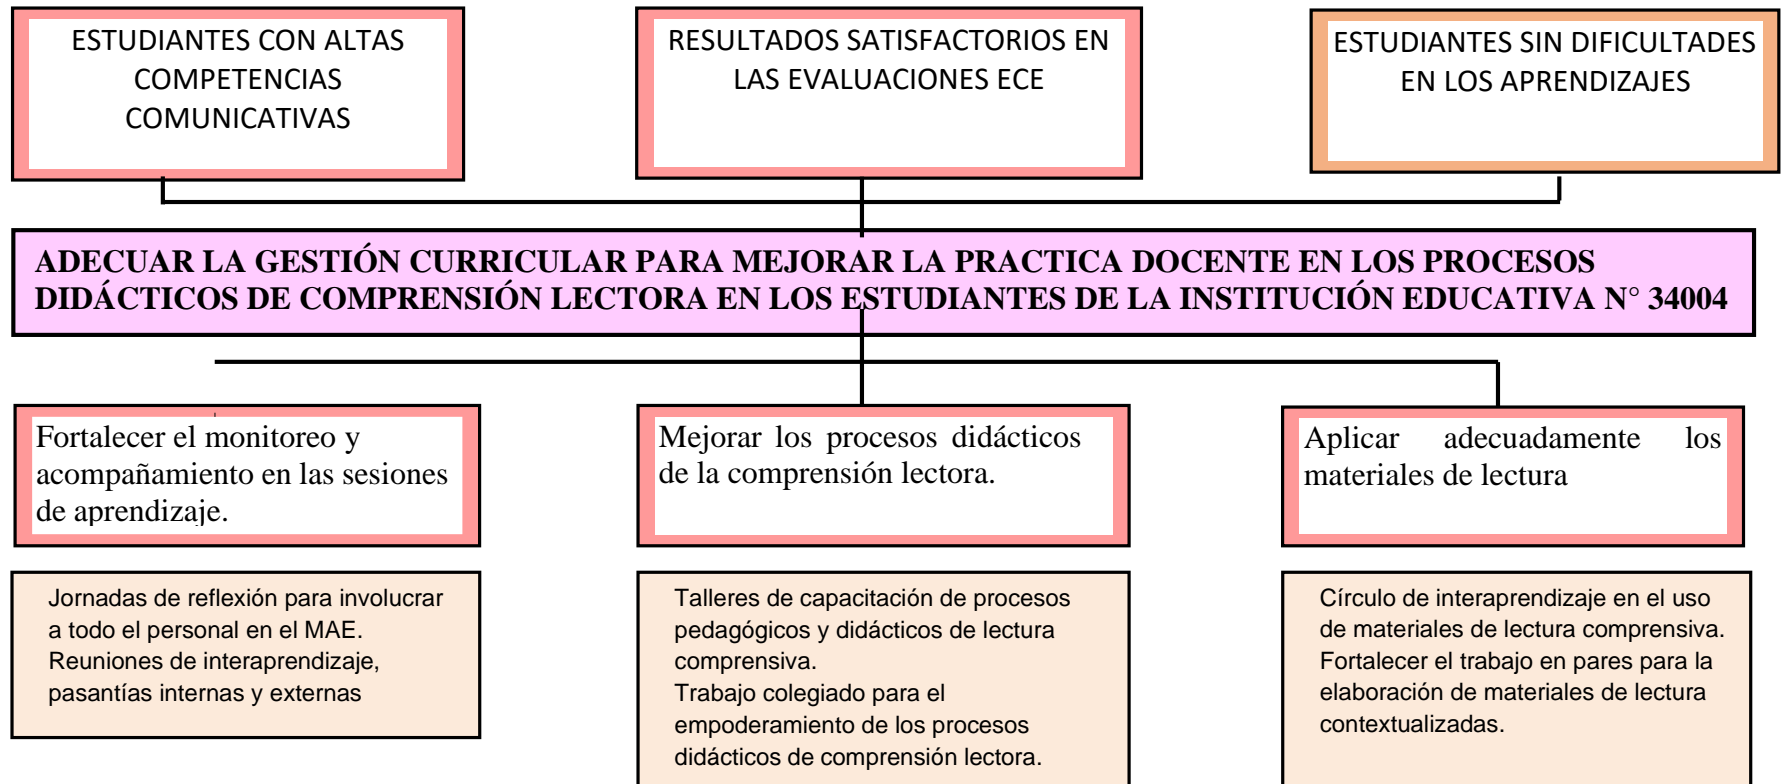 ESTUDIANTES CON ALTAS
COMPETENCIAS
COMUNICATIVAS
RESULTADOS SATISFACTORIOS EN
LAS EVALUACIONES ECE
ESTUDIANTES SIN DIFICULTADES
EN LOS APRENDIZAJES
ADECUAR LA GESTIÓN CURRICULAR PARA MEJORAR LA PRACTICA DOCENTE EN LOS PROCESOS
DIDÁCTICOS DE COMPRENSIÓN LECTORA EN LOS ESTUDIANTES DE LA INSTITUCIÓN EDUCATIVA N° 34004
Fortalecer el monitoreo y
acompañamiento en las sesiones
de aprendizaje.
Mejorar los procesos didácticos
de la comprensión lectora.
Aplicar adecuadamente los
materiales de lectura
Jornadas de reflexión para involucrar
a todo el personal en el MAE.
Reuniones de interaprendizaje,
pasantías internas y externas
Talleres de capacitación de procesos
pedagógicos y didácticos de lectura
comprensiva.
Trabajo colegiado para el
empoderamiento de los procesos
didácticos de comprensión lectora.
Círculo de interaprendizaje en el uso
de materiales de lectura comprensiva.
Fortalecer el trabajo en pares para la
elaboración de materiales de lectura
contextualizadas.